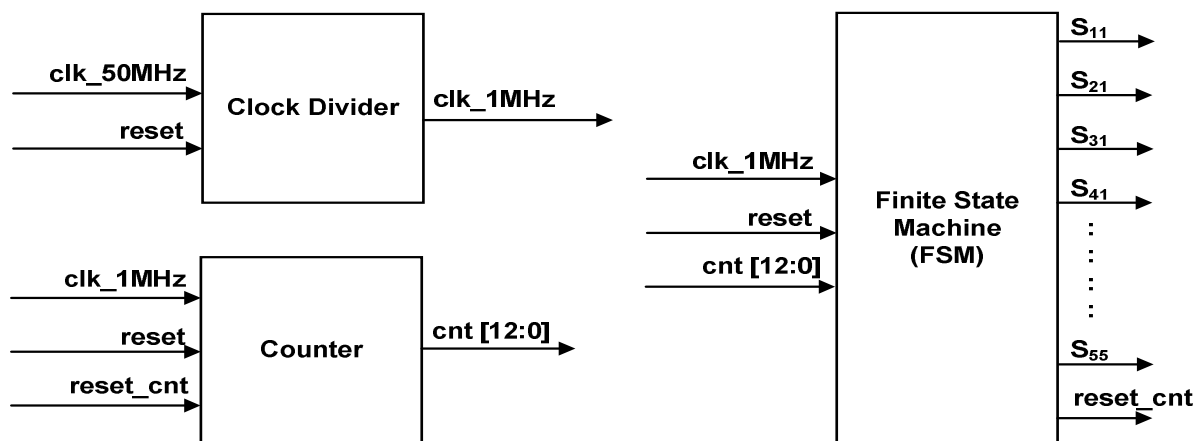 clk_50MHz
reset
Clock Divider
clk_1MHz
clk_1MHz
reset
reset_cnt
Counter
cnt [12:0]
clk_1MHz
reset
cnt [12:0]
Finite State
Machine
(FSM)
S₁₁
S₂₁
S₃₁
S₄₁
S₅₅
reset_cnt